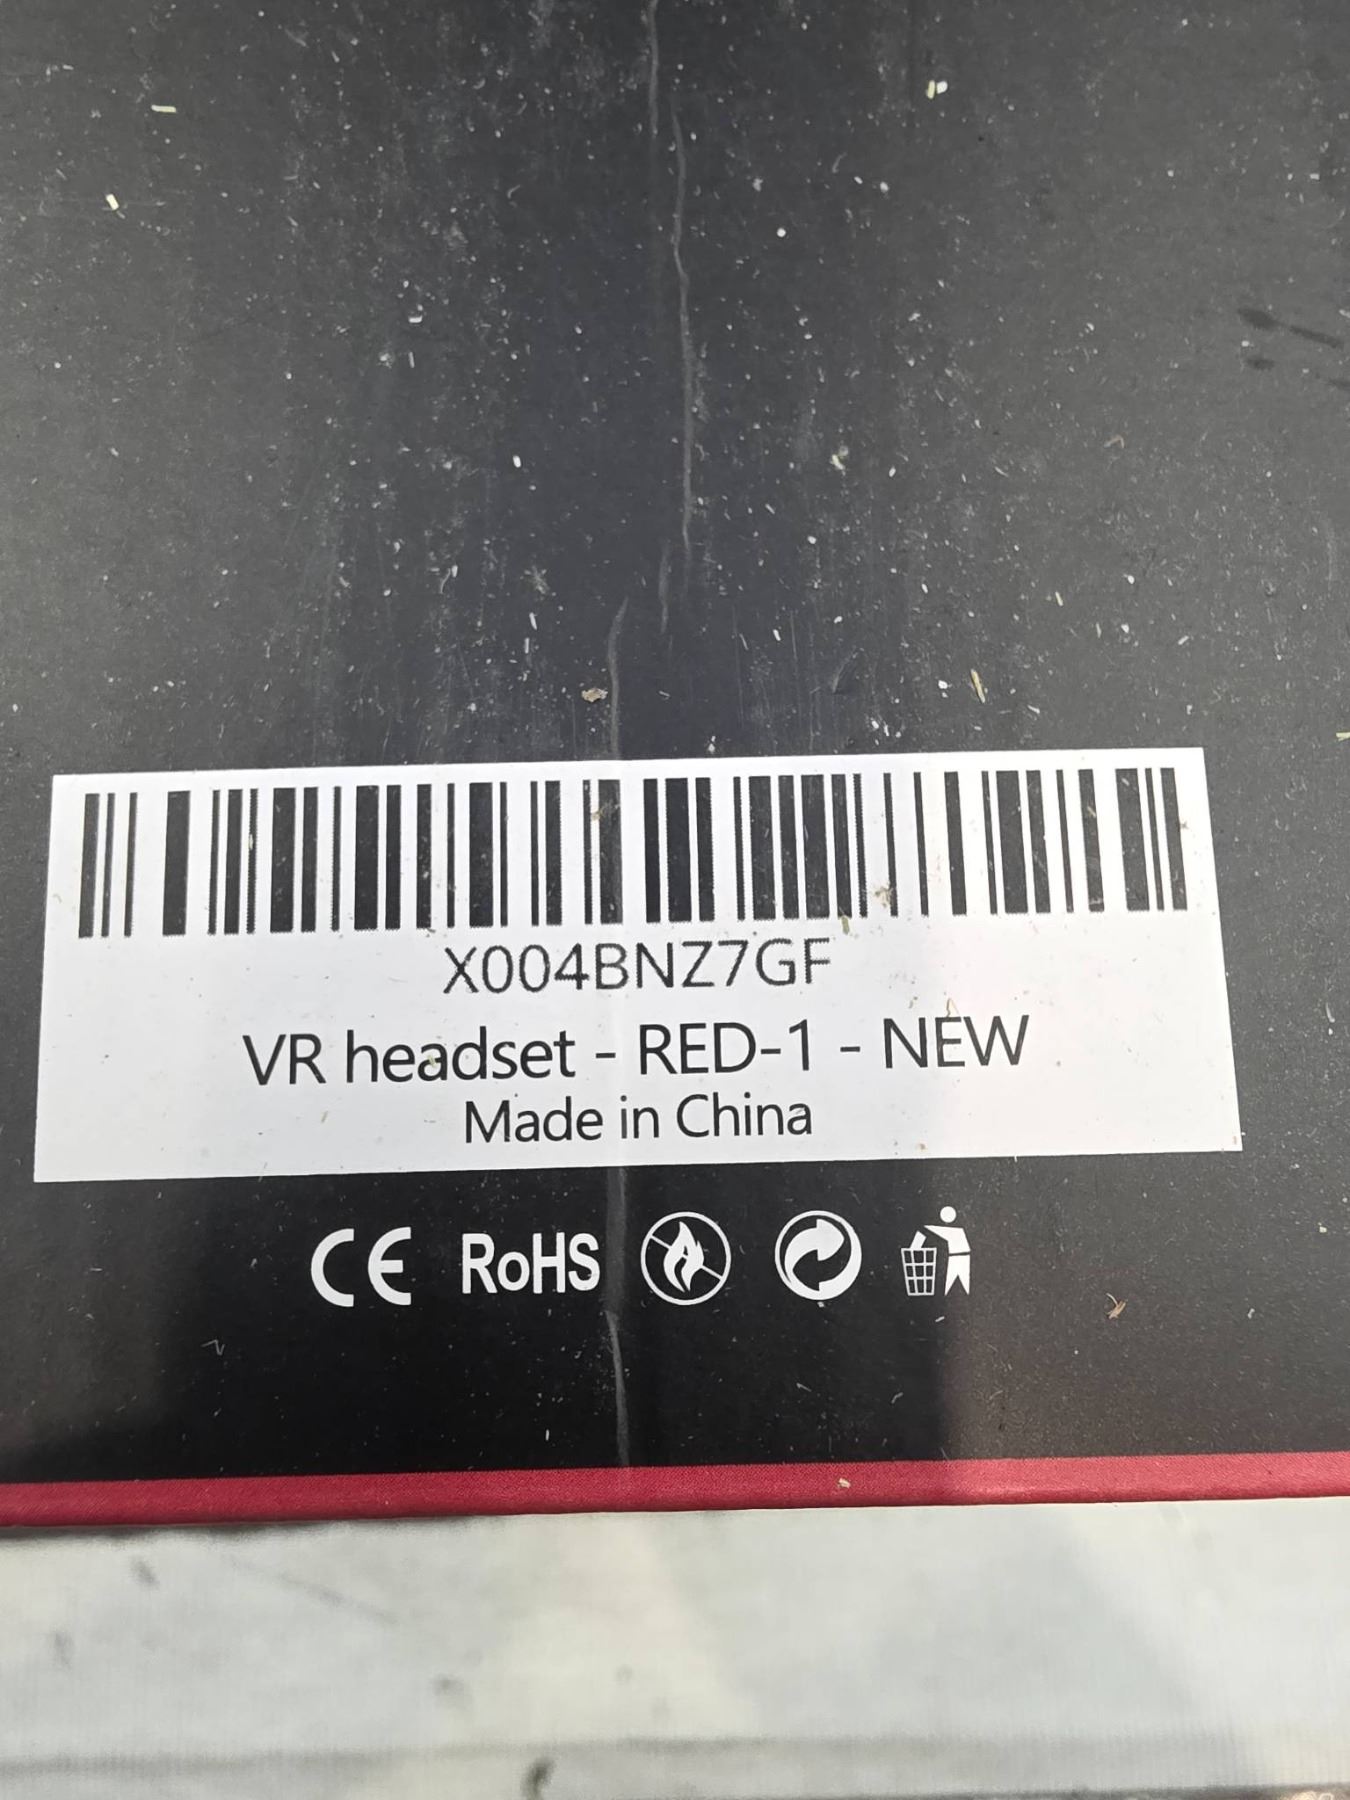 X004BNZ7GF
VR headset - RED-1 - NEW
Made in China
CE RoHS